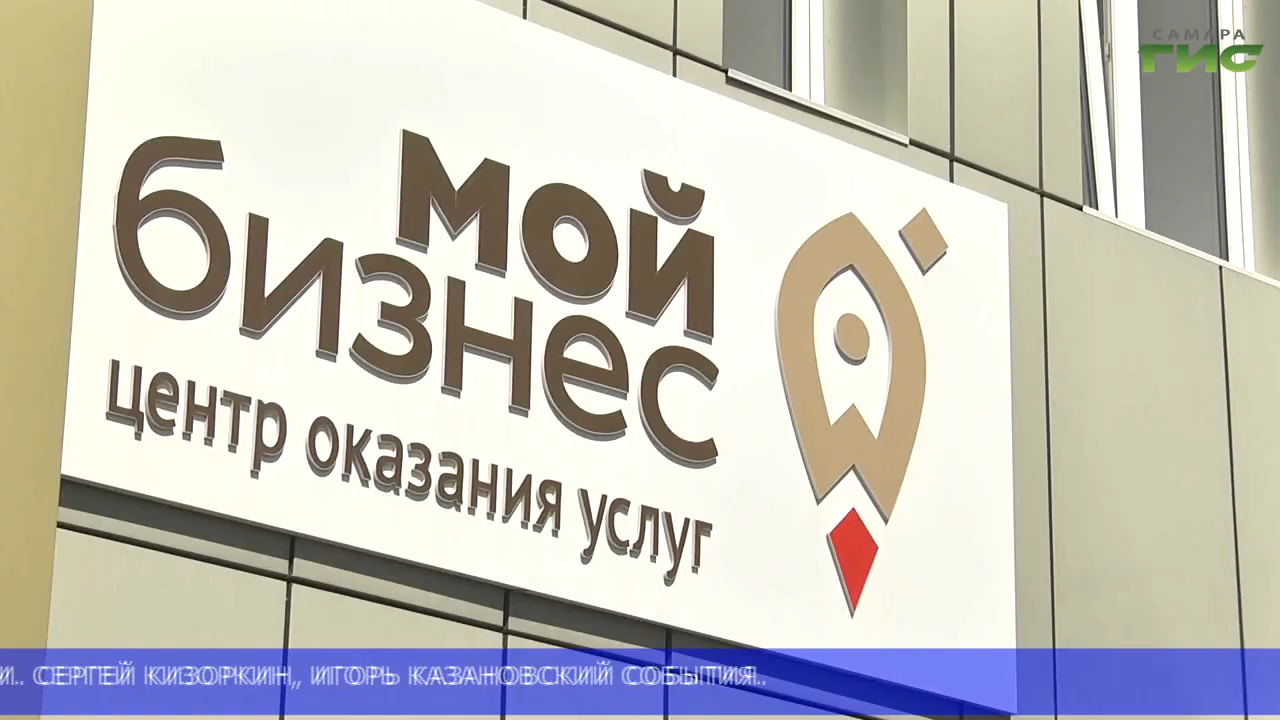 САМАРА
ГИС
мой
бизнес
центр оказания услуг
И.. СЕРГЕЙ КИЗОРКИН,, ИГОРЬ КАЗАНОВСКИЙ СОБЫТИЯ..